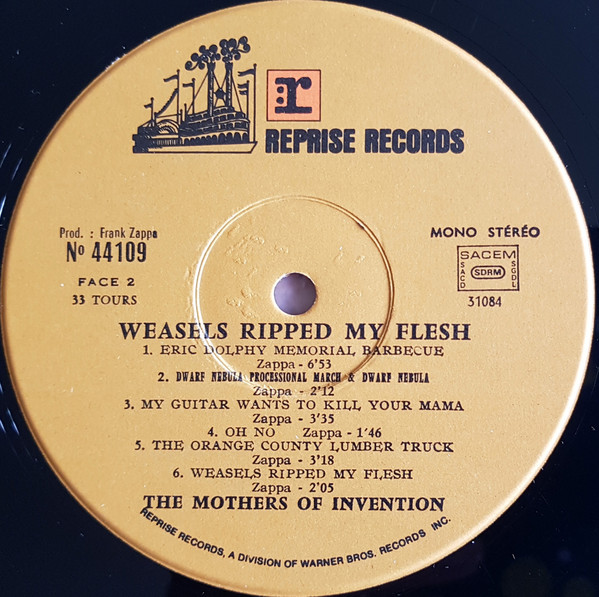 r
REPRISE RECORDS
Prod. : Frank Zappa
Nº 44109
FACE 2
33 TOURS
MONO STÉRÉO
SACEM
SACD
SDRM
SGDL
31084
WEASELS RIPPED MY FLESH
1. ERIC DOLPHY MEMORIAL BARBECUE
Zappa - 6'53
2. DWARF NEBULA PROCESSIONAL MARCH & DWARF NEBULA
Zappa - 2'12
3. MY GUITAR WANTS TO KILL YOUR MAMA
Zappa - 3'35
4. OH NO Zappa - 1'46
5. THE ORANGE COUNTY LUMBER TRUCK
Zappa - 3'18
6. WEASELS RIPPED MY FLESH
Zappa - 2'05
THE MOTHERS OF INVENTION
REPRISE RECORDS, A DIVISION OF WARNER BROS. RECORDS INC.